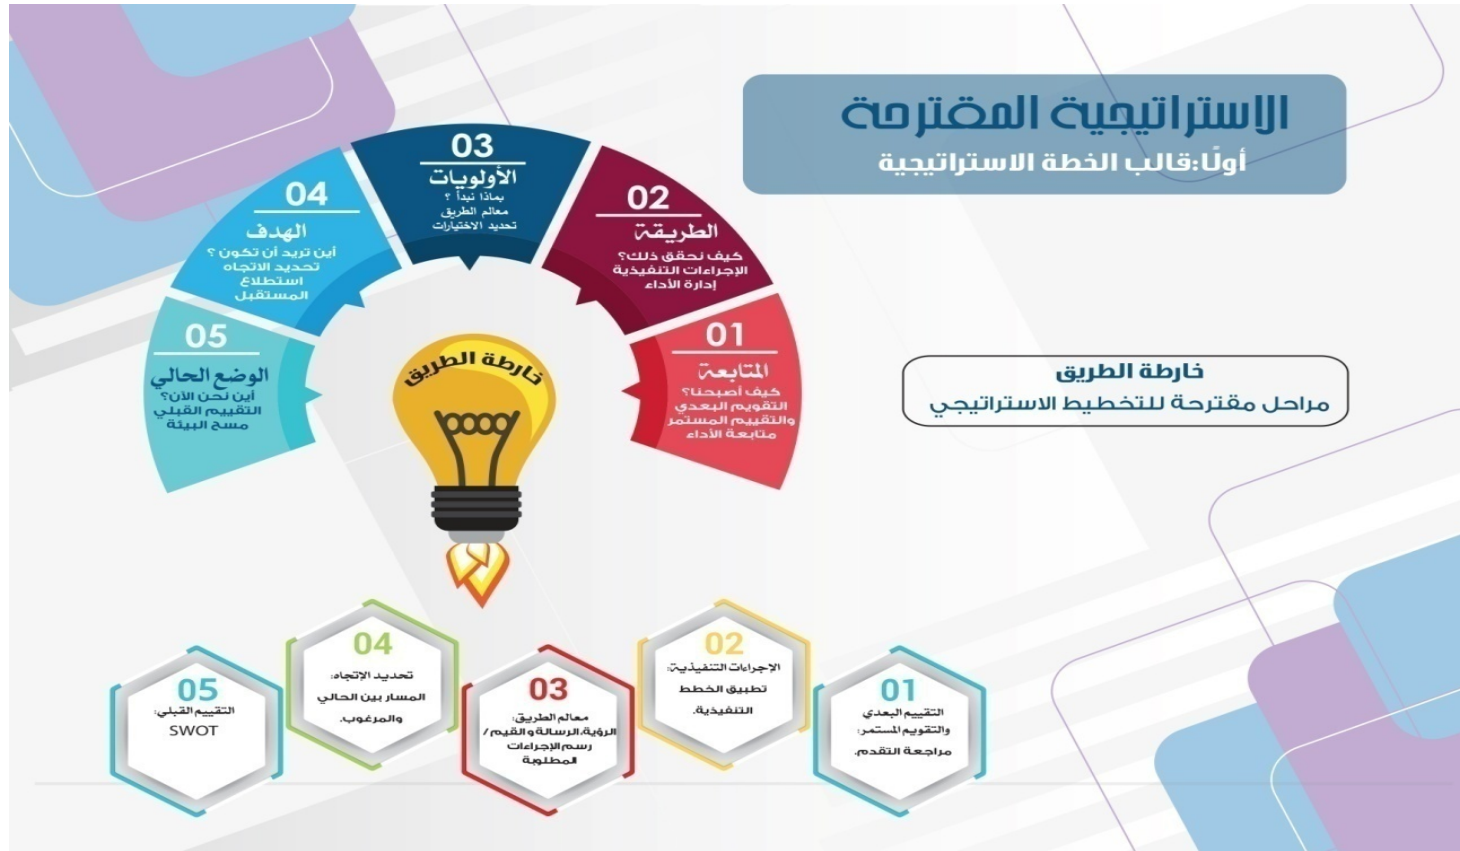 الاستراتيجية المقترحة
أولًا:قالب الخطة الاستراتيجية
خارطة الطريق
مراحل مقترحة للتخطيط الاستراتيجي
01
المتابعة
كيف أصبحنا؟
التقويم البعدي
والتقييم المستمر
متابعة الأداء
02
الطريقة
كيف نحقق ذلك؟
الإجراءات التنفيذية
إدارة الأداء
03
الأولويات
بماذا نبدأ ؟
معالم الطريق
تحديد الاختيارات
04
الهدف
أين تريد أن تكون ؟
تحديد الاتجاه
استطلاع
المستقبل
05
الوضع الحالي
أين نحن الآن؟
التقييم القبلي
مسح البيئة
خارطة الطريق
01
التقييم البعدي
والتقويم المستمر:
مراجعة التقدم.
02
الإجراءات التنفيذية:
تطبيق الخطط
التنفيذية.
03
معالم الطريق:
الرؤية،الرسالة و القيم /
رسم الإجراءات
المطلوبة
04
تحديد الإتجاه:
المسار بين الحالي
والمرغوب.
05
التقييم القبلي:
SWOT